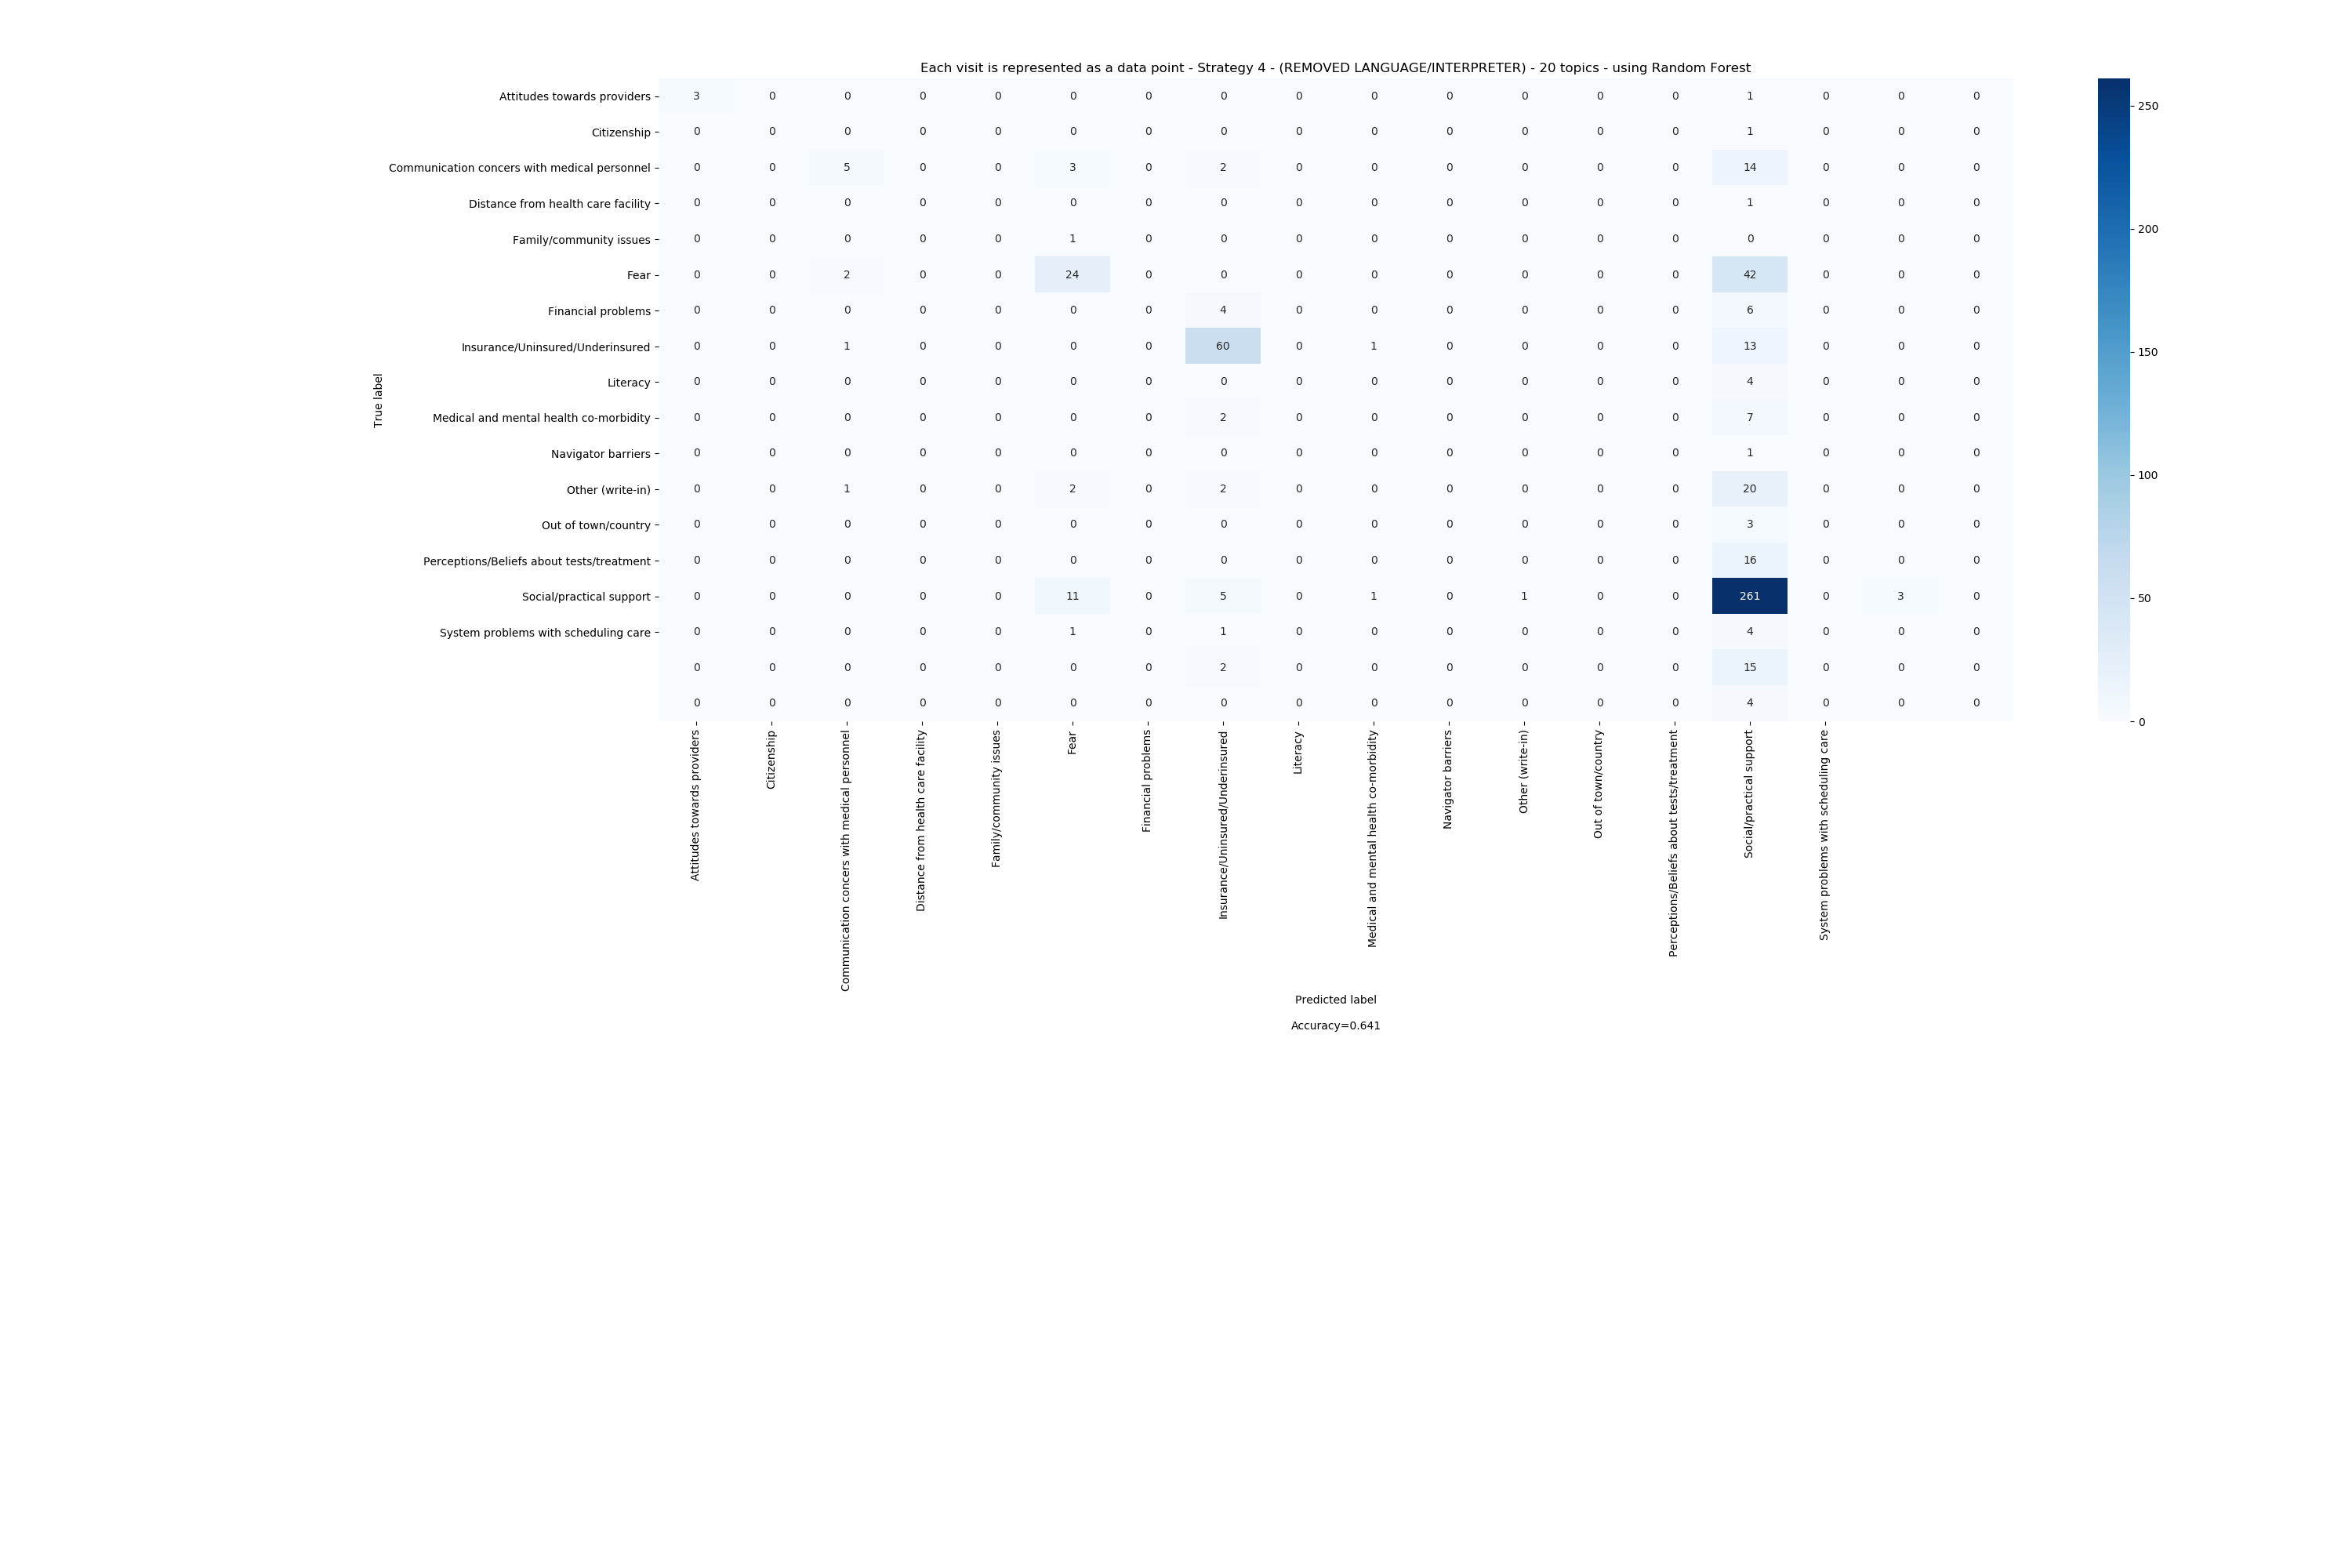 Each visit is represented as a data point - Strategy 4 - (REMOVED LANGUAGE/INTERPRETER) - 20 topics - using Random Forest
True label
Attitudes towards providers 3 0 0 0 0 0 0 0 0 0 0 0 0 0 1 0 0 0
Citizenship 0 0 0 0 0 0 0 0 0 0 0 0 0 0 1 0 0 0
Communication concers with medical personnel 0 0 5 0 0 3 0 2 0 0 0 0 0 0 14 0 0 0
Distance from health care facility 0 0 0 0 0 0 0 0 0 0 0 0 0 0 1 0 0 0
Family/community issues 0 0 0 0 0 1 0 0 0 0 0 0 0 0 0 0 0 0
Fear 0 0 2 0 0 24 0 0 0 0 0 0 0 0 42 0 0 0
Financial problems 0 0 0 0 0 0 0 4 0 0 0 0 0 0 6 0 0 0
Insurance/Uninsured/Underinsured 0 0 1 0 0 0 0 60 0 1 0 0 0 0 13 0 0 0
Literacy 0 0 0 0 0 0 0 0 0 0 0 0 0 0 4 0 0 0
Medical and mental health co-morbidity 0 0 0 0 0 0 0 2 0 0 0 0 0 0 7 0 0 0
Navigator barriers 0 0 0 0 0 0 0 0 0 0 0 0 0 0 1 0 0 0
Other (write-in) 0 0 1 0 0 2 0 2 0 0 0 0 0 0 20 0 0 0
Out of town/country 0 0 0 0 0 0 0 0 0 0 0 0 0 0 3 0 0 0
Perceptions/Beliefs about tests/treatment 0 0 0 0 0 0 0 0 0 0 0 0 0 0 16 0 0 0
Social/practical support 0 0 0 0 0 11 0 5 0 1 0 1 0 0 261 0 3 0
System problems with scheduling care 0 0 0 0 0 1 0 1 0 0 0 0 0 0 4 0 0 0
0 0 0 0 0 0 0 2 0 0 0 0 0 0 15 0 0 0
0 0 0 0 0 0 0 0 0 0 0 0 0 0 4 0 0 0
Attitudes towards providers
Citizenship
Communication concers with medical personnel
Distance from health care facility
Family/community issues
Fear
Financial problems
Insurance/Uninsured/Underinsured
Literacy
Medical and mental health co-morbidity
Navigator barriers
Other (write-in)
Out of town/country
Perceptions/Beliefs about tests/treatment
Social/practical support
System problems with scheduling care
Predicted label
Accuracy=0.641
250
200
150
100
50
0